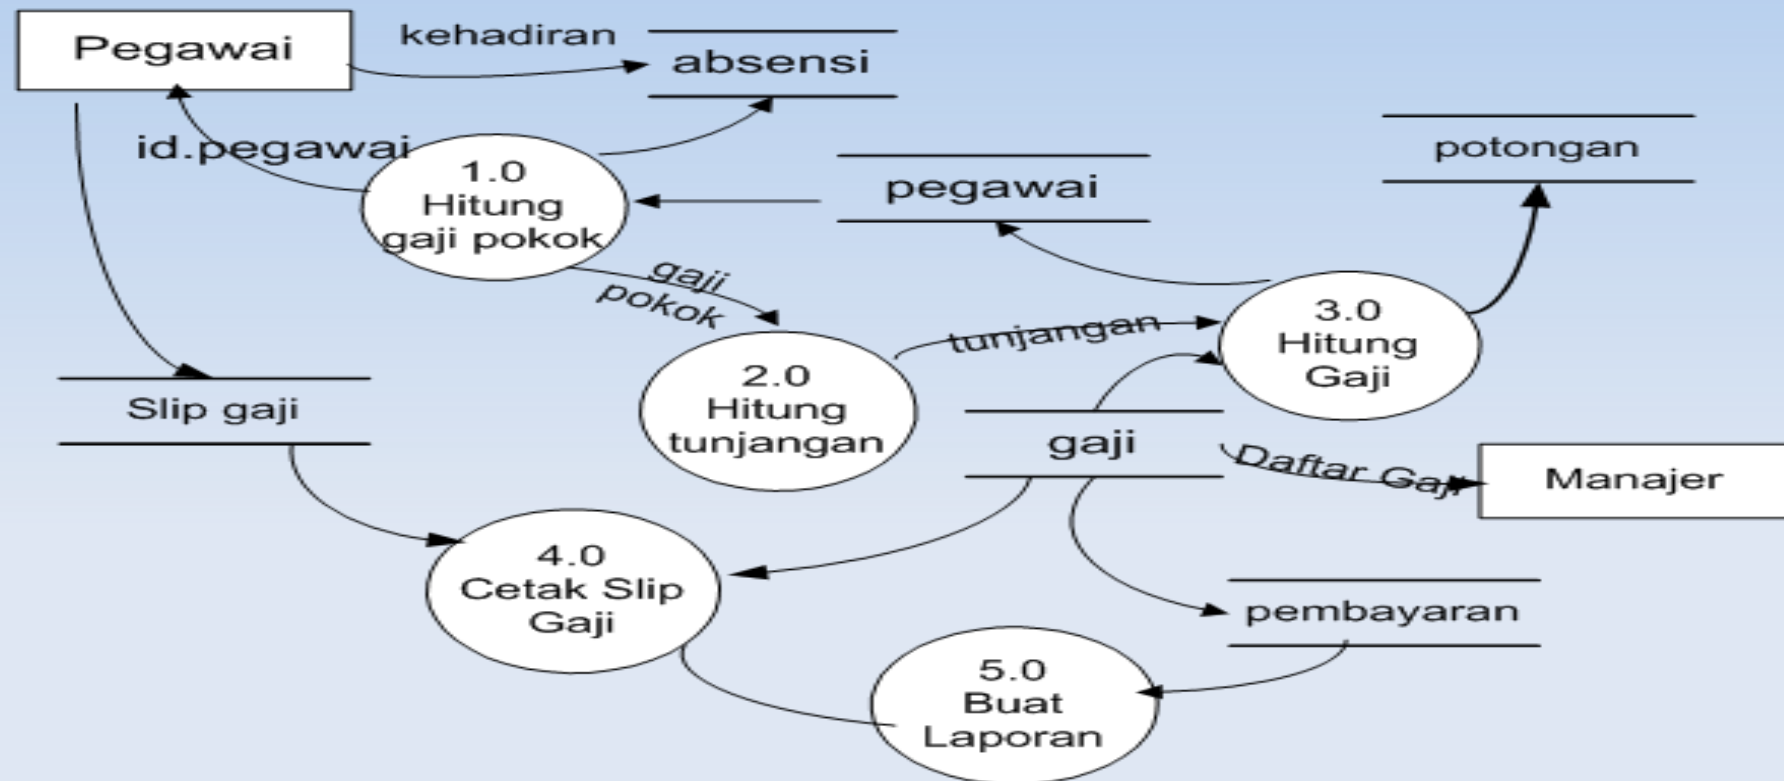 Pegawai
kehadiran
absensi
id.pegawai
1.0
Hitung
gaji pokok
pegawai
potongan
gaji
pokok
tunjangan
3.0
Hitung
Gaji
2.0
Hitung
tunjangan
Slip gaji
gaji
Daftar Gaji
Manajer
4.0
Cetak Slip
Gaji
pembayaran
5.0
Buat
Laporan